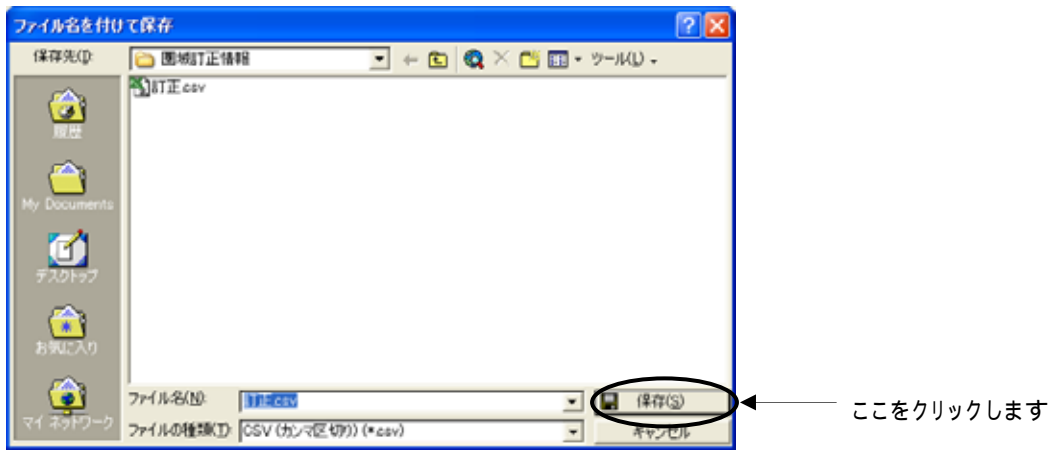 ファイル名を付けて保存
保存先(I):
圏域訂正情報
ツール(L)
訂正.csv
履歴
My Documents
デスクトップ
お気に入り
マイ ネットワーク
ファイル名(N):
訂正.csv
保存(S)
ここをクリックします
ファイルの種類(T):
CSV (カンマ区切り) (*.csv)
キャンセル